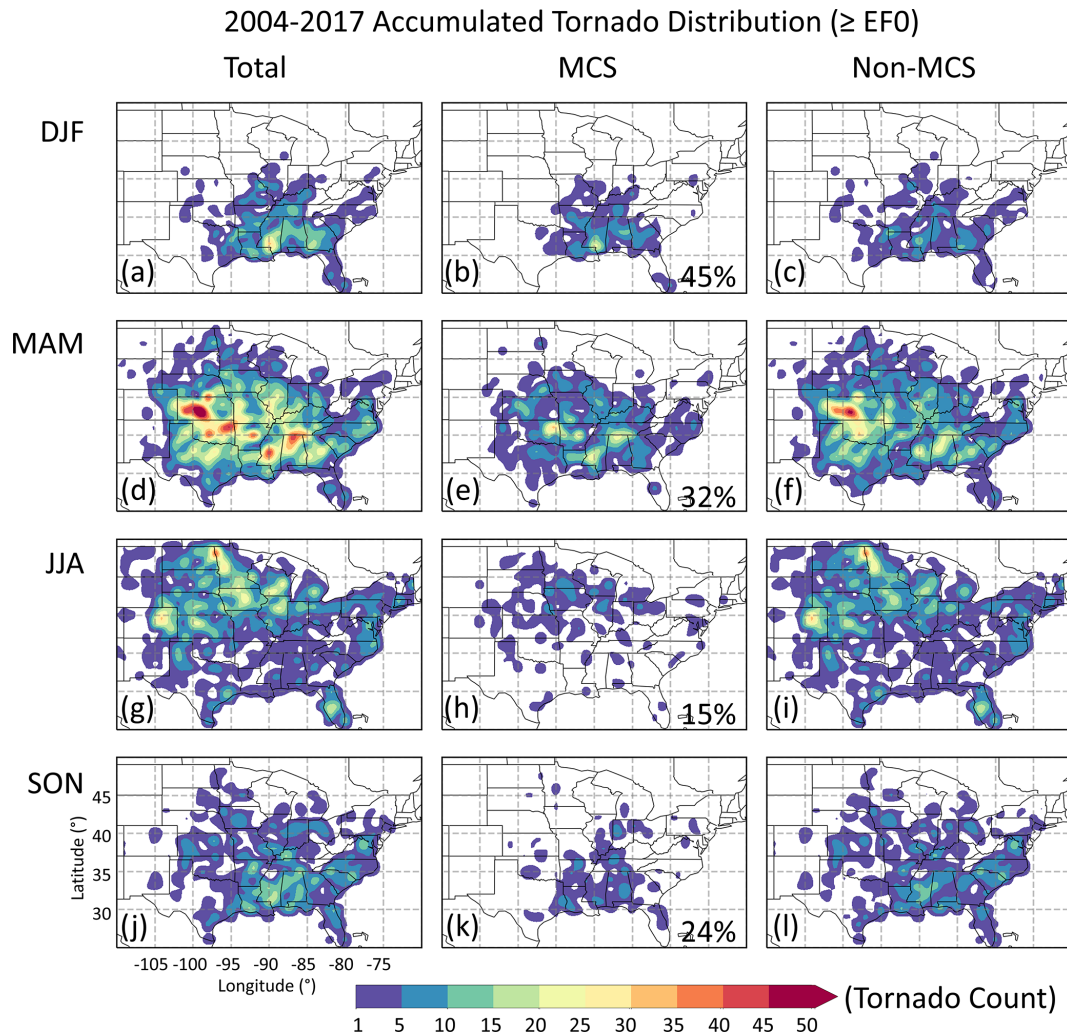 2004-2017 Accumulated Tornado Distribution (≥ EF0)
Total MCS Non-MCS
DJF
(a) (b) 45% (c)
MAM
(d) (e) 32% (f)
JJA
(g) (h) 15% (i)
SON
45
40
35
30
Latitude (°)
(j) (k) 24% (l)
-105 -100 -95 -90 -85 -80 -75
Longitude (°)
(Tornado Count)
1 5 10 15 20 25 30 35 40 45 50